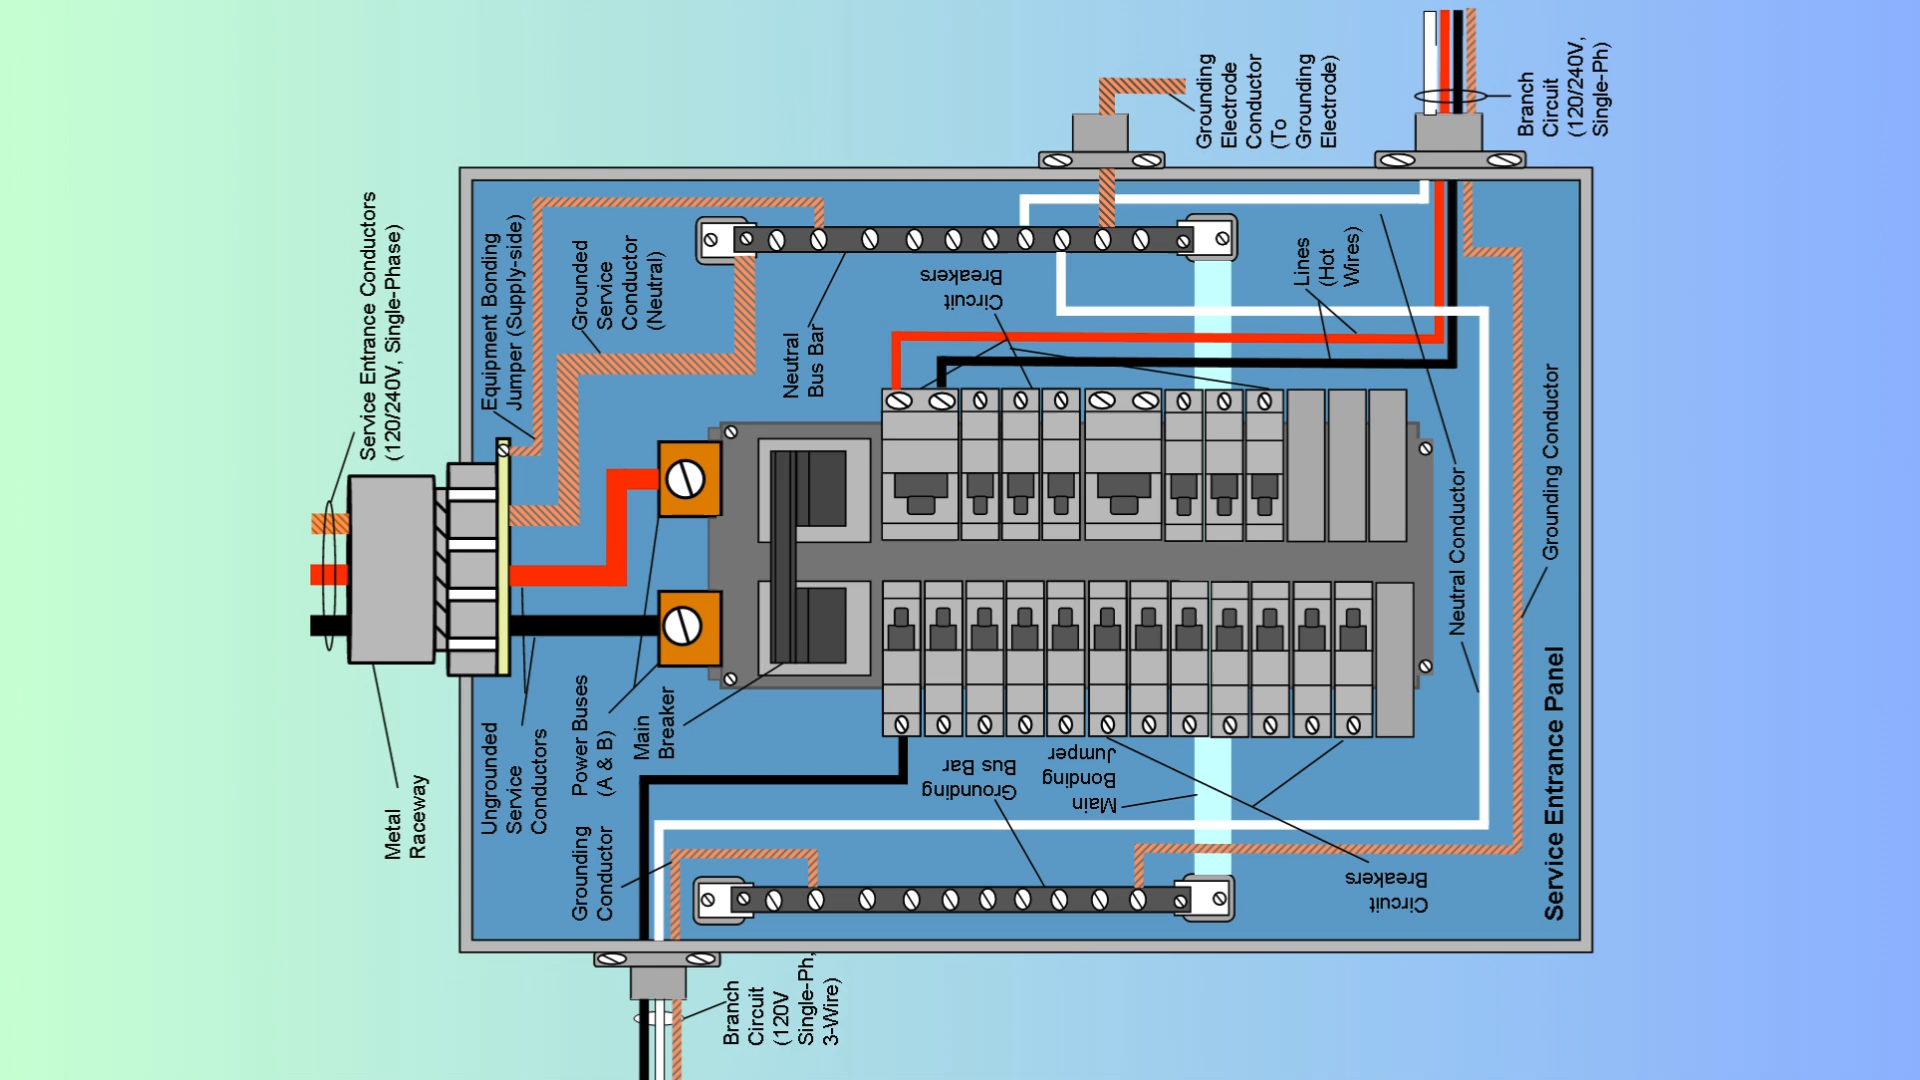 Service Entrance Conductors
(120/240V, Single-Phase)
Metal
Raceway
Equipment Bonding
Jumper (Supply-side)
Grounded
Service
Conductor
(Neutral)
Ungrounded
Service
Conductors
Power Buses
(A & B)
Main
Breaker
Grounding
Conductor
Branch
Circuit
(120V
Single-Ph,
3-Wire)
Neutral
Bus Bar
Circuit
Breakers
Grounding
Bus Bar
Main
Bonding
Jumper
Circuit
Breakers
Grounding
Electrode
Conductor
(To
Grounding
Electrode)
Lines
(Hot
Wires)
Branch
Circuit
(120/240V,
Single-Ph)
Neutral Conductor
Grounding Conductor
Service Entrance Panel